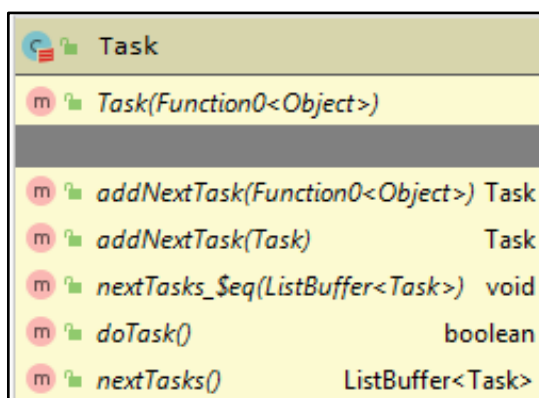 Task
Task(Function0<Object>)
addNextTask(Function0<Object>) Task
addNextTask(Task) Task
nextTasks_$eq(ListBuffer<Task>) void
doTask() boolean
nextTasks() ListBuffer<Task>